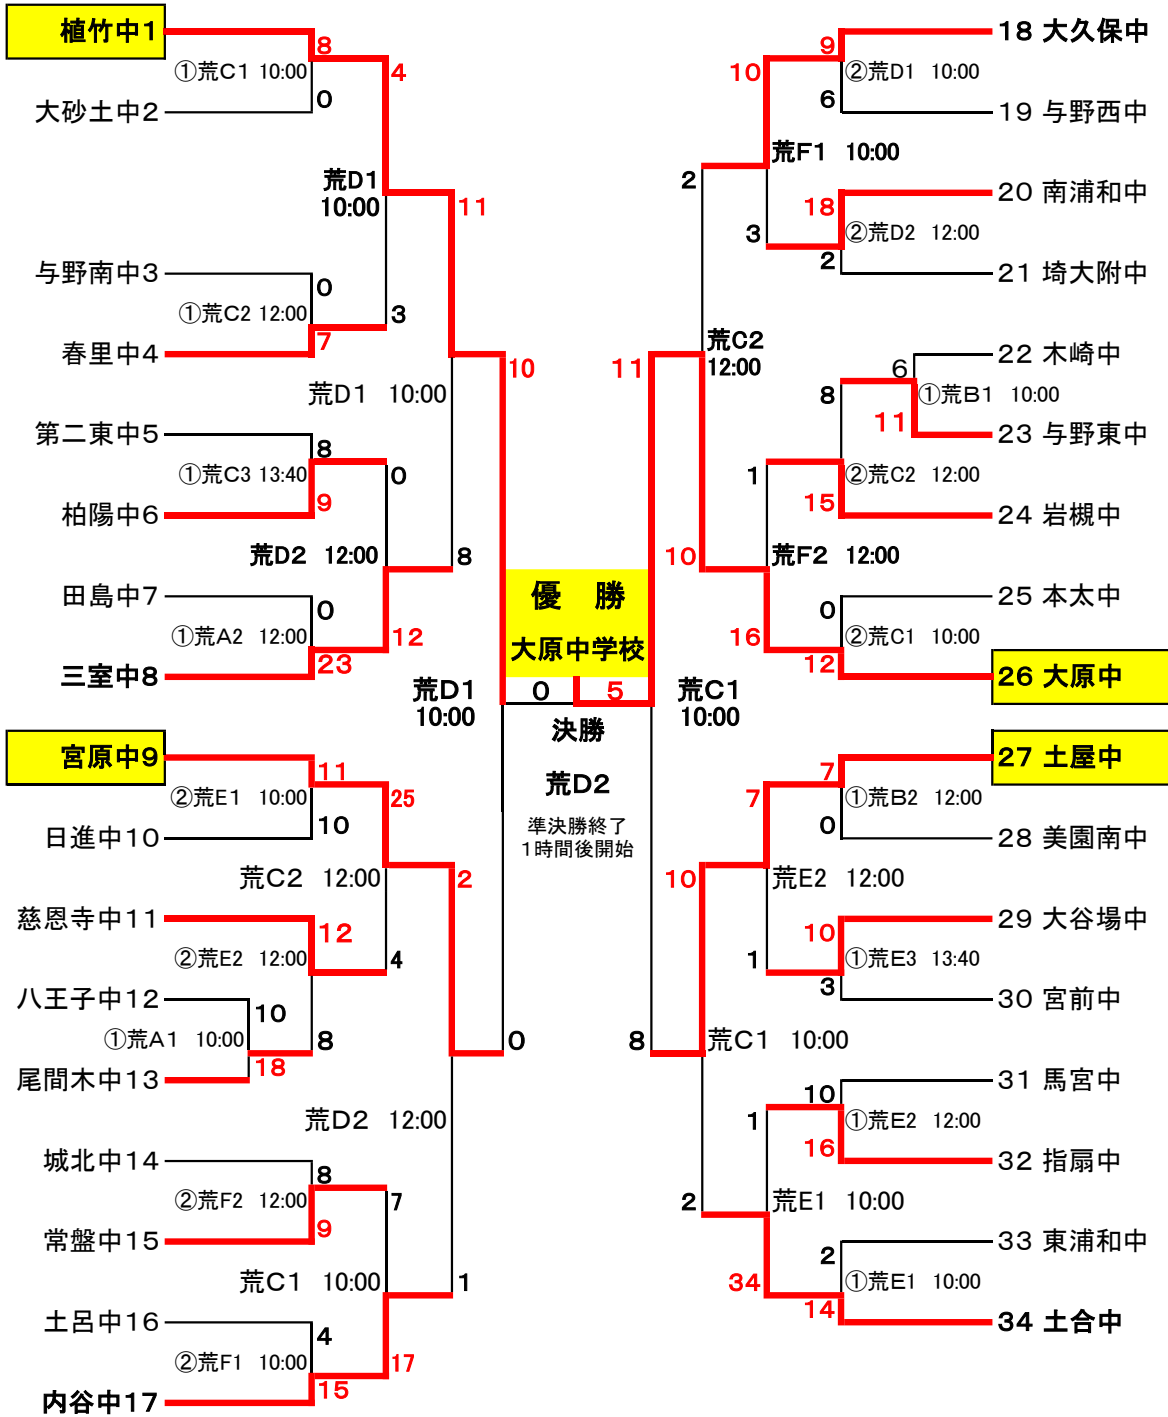 植竹中1
8
①荒C1 10:00
4
0
大砂土中2
荒D1
10:00
11
与野南中3
0
①荒C2 12:00
3
7
春里中4
10
荒D1 10:00
第二東中5
8
①荒C3 13:40
0
9
柏陽中6
荒D2 12:00
8
田島中7
0
①荒A2 12:00
12
23
三室中8
荒D1
10:00
宮原中9
11
②荒E1 10:00
25
10
日進中10
荒C2 12:00
2
慈恩寺中11
12
②荒E2 12:00
4
八王子中12
10
①荒A1 10:00
8
0
18
尾間木中13
荒D2 12:00
城北中14
8
②荒F2 12:00
7
9
常盤中15
荒C1 10:00
1
土呂中16
4
②荒F1 10:00
17
15
内谷中17
優 勝
大原中学校
0
5
決勝
荒D2
準決勝終了
1時間後開始
18 大久保中
9
10
②荒D1 10:00
6
19 与野西中
荒F1 10:00
2
20 南浦和中
18
3
②荒D2 12:00
2
21 埼大附中
荒C2
12:00
11
22 木崎中
6
8
①荒B1 10:00
11
23 与野東中
1
②荒C2 12:00
15
24 岩槻中
10
荒F2 12:00
25 本太中
0
16
②荒C1 10:00
12
26 大原中
荒C1
10:00
27 土屋中
7
7
①荒B2 12:00
0
28 美園南中
10
荒E2 12:00
29 大谷場中
10
1
①荒E3 13:40
3
30 宮前中
8
荒C1 10:00
31 馬宮中
10
1
①荒E2 12:00
16
32 指扇中
2
荒E1 10:00
33 東浦和中
2
34
①荒E1 10:00
14
34 土合中